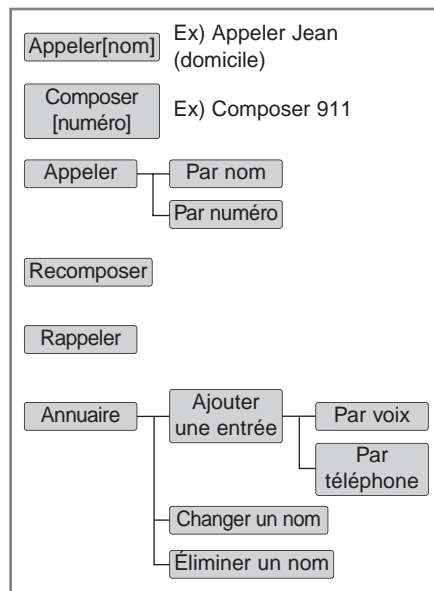 Appeler[nom]
Ex) Appeler Jean
(domicile)
Composer
[numéro]
Ex) Composer 911
Appeler
Par nom
Par numéro
Recomposer
Rappeler
Annuaire
Ajouter
une entrée
Par voix
Par
téléphone
Changer un nom
Éliminer un nom